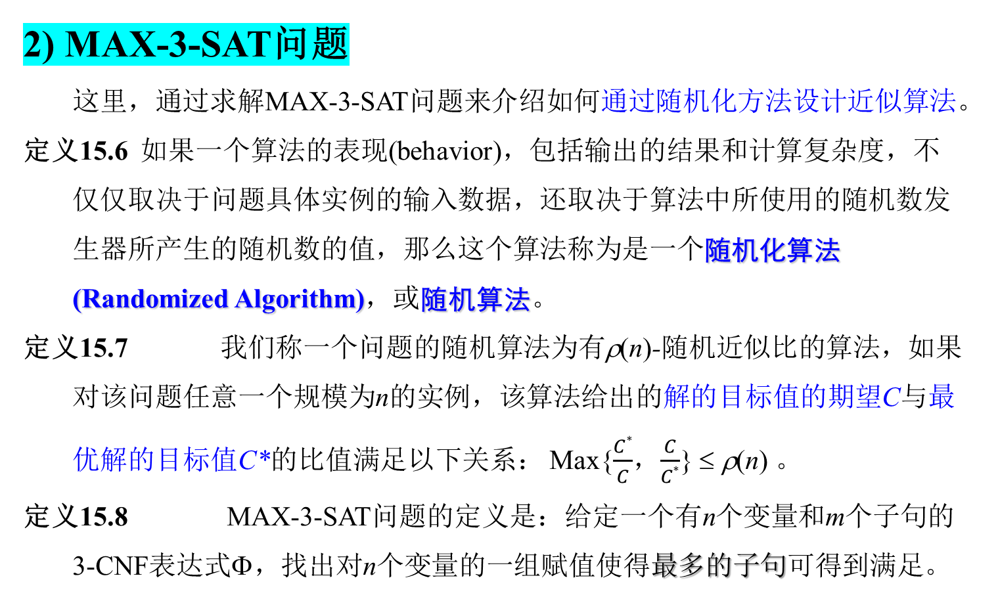 2) MAX-3-SAT问题
这里，通过求解MAX-3-SAT问题来介绍如何通过随机化方法设计近似算法。
定义15.6 如果一个算法的表现(behavior)，包括输出的结果和计算复杂度，不
仅仅取决于问题具体实例的输入数据，还取决于算法中所使用的随机数发
生器所产生的随机数的值，那么这个算法称为是一个随机化算法
(Randomized Algorithm)，或随机算法。
定义15.7 我们称一个问题的随机算法为有ρ(n)-随机近似比的算法，如果
对该问题任意一个规模为n的实例，该算法给出的解的目标值的期望C与最
优解的目标值C*的比值满足以下关系： Max{C*/C，C/C*} ≤ ρ(n) 。
定义15.8 MAX-3-SAT问题的定义是：给定一个有n个变量和m个子句的
3-CNF表达式Φ，找出对n个变量的一组赋值使得最多的子句可得到满足。